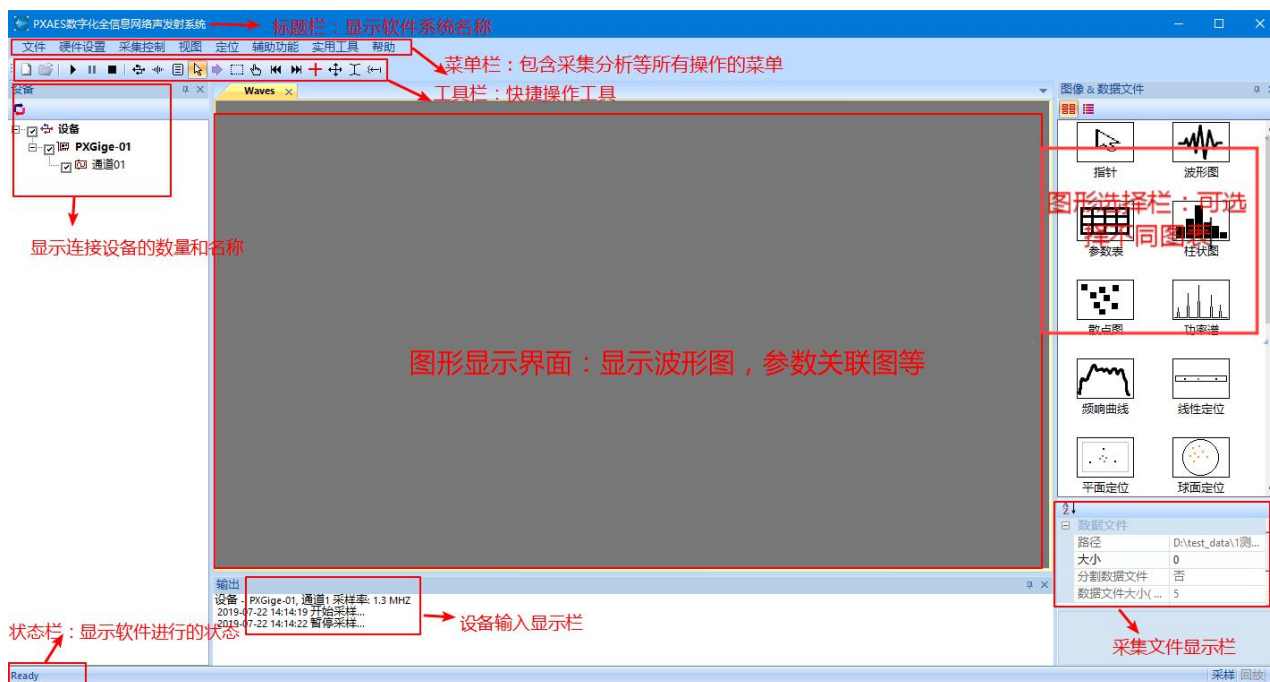 PXAES数字化全信息网络声发射系统
标题栏：显示软件系统名称
文件 硬件设置 采集控制 视图 定位 辅助功能 实用工具 帮助
菜单栏：包含采集分析等所有操作的菜单
工具栏：快捷操作工具
设备
Waves
图像 & 数据文件
设备
PXGige-01
通道01
显示连接设备的数量和名称
指针 波形图
图形选择栏：可选
择不同图表
参数表 柱状图
散点图 功率谱
图形显示界面：显示波形图，参数关联图等
频响曲线 线性定位
平面定位 球面定位
数据文件
路径 D:\test_data\1测...
大小 0
分割数据文件 否
数据文件大小( ... 5
采集文件显示栏
输出
设备 - PXGige-01, 通道1 采样率: 1.3 MHZ
2019-07-22 14:14:19 开始采样...
2019-07-22 14:14:22 暂停采样...
设备输入显示栏
状态栏：显示软件进行的状态
Ready
采样 回放